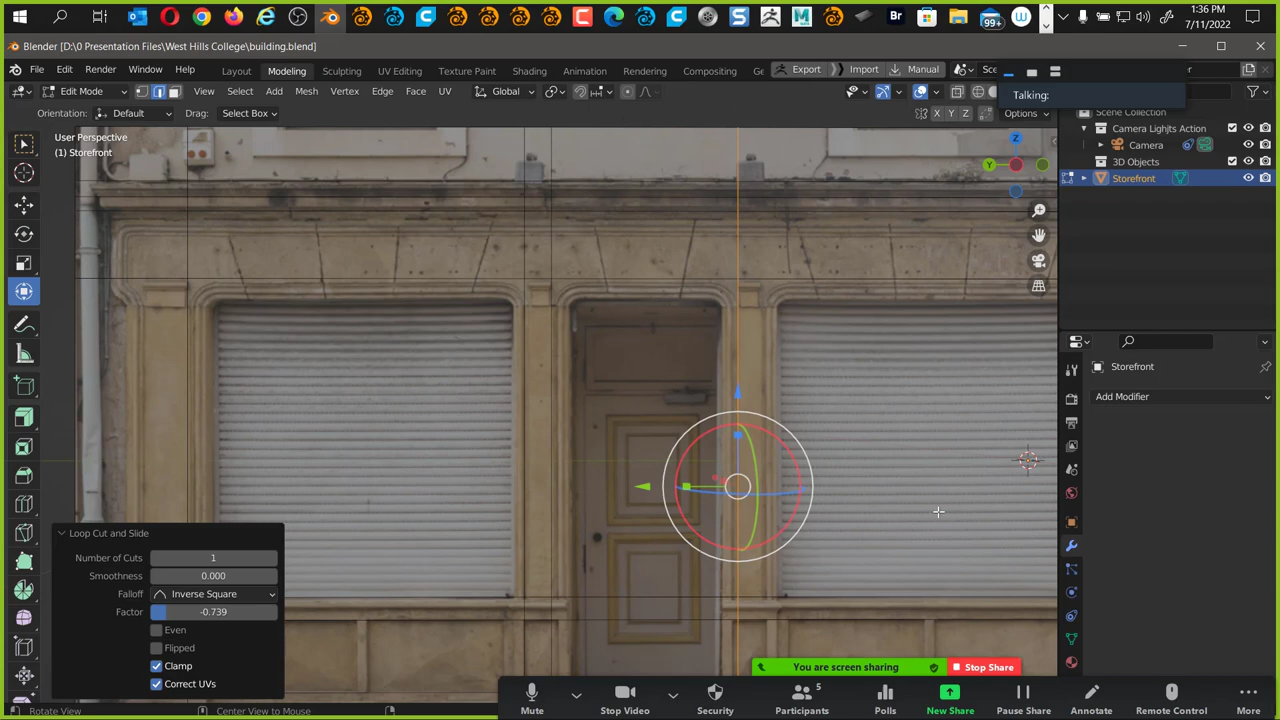 1:36 PM
99+
7/11/2022
Blender [D:\0 Presentation Files\West Hills College\building.blend]
File Edit Render Window Help Layout Modeling Sculpting UV Editing Texture Paint Shading Animation Rendering Compositing Ge Export Import Manual Sce
Talking:
Edit Mode View Select Add Mesh Vertex Edge Face UV Global
Orientation: Default Drag: Select Box X Y Z Options
User Perspective
(1) Storefront
Z
Y
Scene Collection
Camera Lights Action
Camera
3D Objects
Storefront
Storefront
Add Modifier
Loop Cut and Slide
Number of Cuts 1
Smoothness 0.000
Falloff Inverse Square
Factor -0.739
Even
Flipped
Clamp
Correct UVs
You are screen sharing Stop Share
Mute Stop Video Security Participants 5 Polls New Share Pause Share Annotate Remote Control More
Rotate View Center View to Mouse